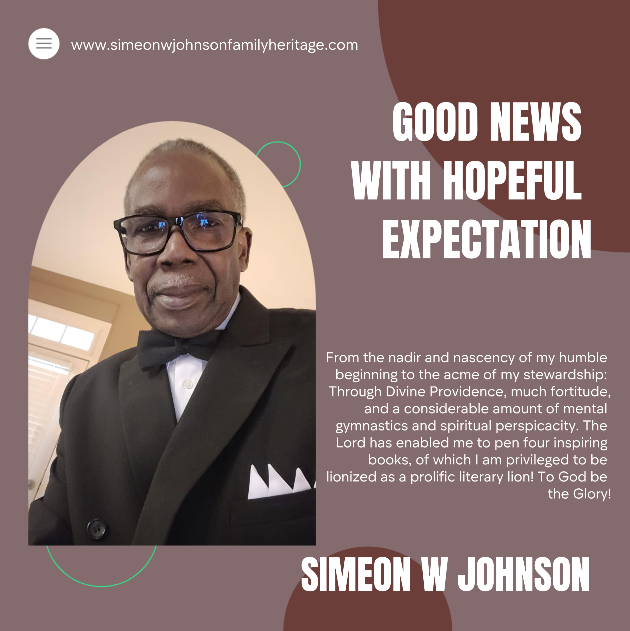 www.simeonwjohnsonfamilyheritage.com
GOOD NEWS
WITH HOPEFUL
EXPECTATION
From the nadir and nascency of my humble
beginning to the acme of my stewardship:
Through Divine Providence, much fortitude,
and a considerable amount of mental
gymnastics and spiritual perspicacity. The
Lord has enabled me to pen four inspiring
books, of which I am privileged to be
lionized as a prolific literary lion! To God be
the Glory!
SIMEON W JOHNSON